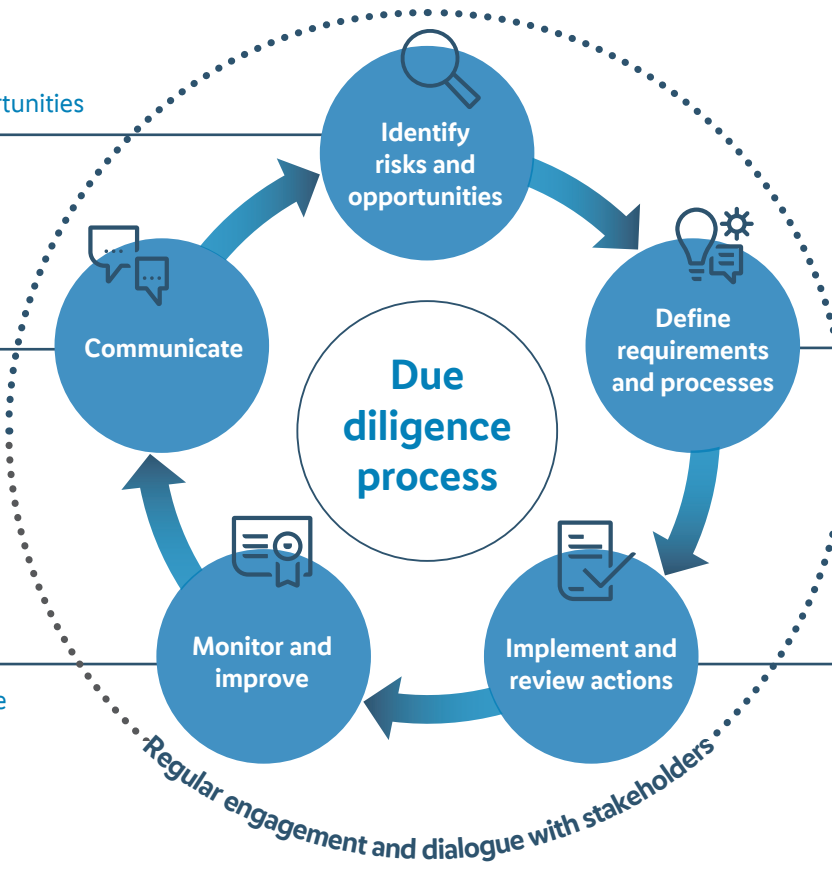 rtunities
Identify
risks and
opportunities
Define
requirements
and processes
Communicate
Due
diligence
process
Monitor and
improve
Implement and
review actions
e
Regular engagement and dialogue with stakeholders